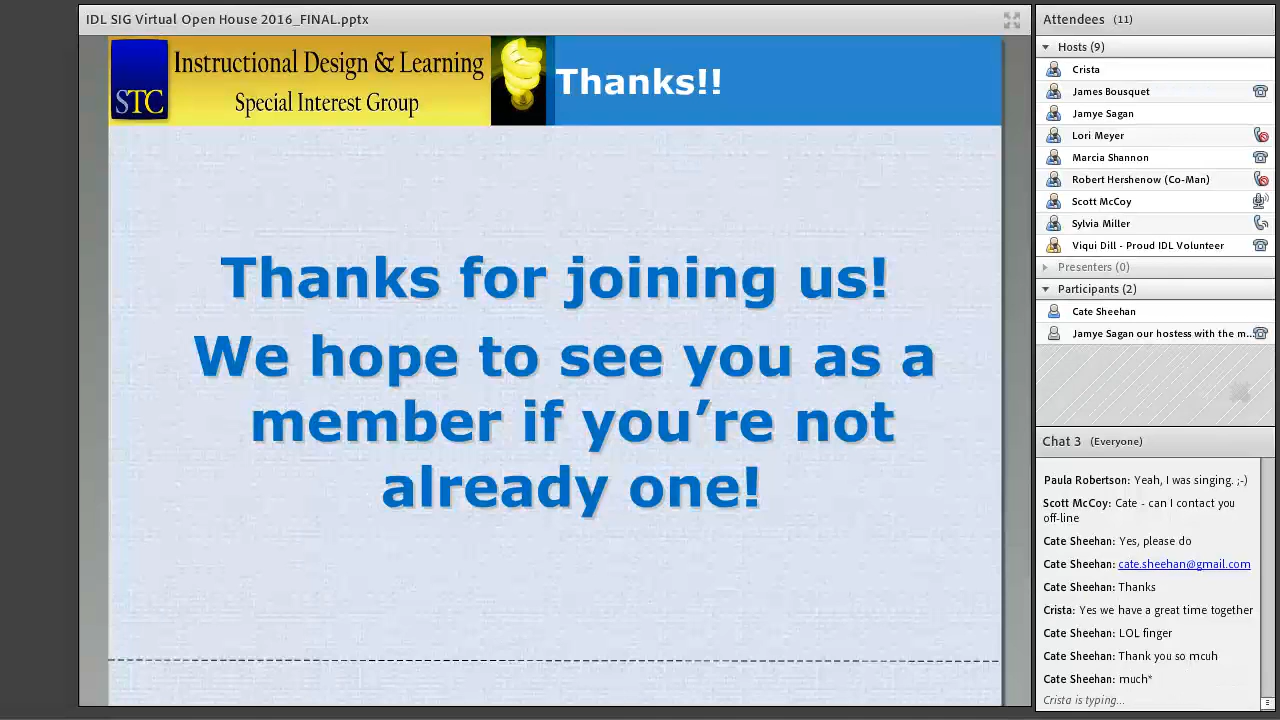 IDL SIG Virtual Open House 2016_FINAL.pptx
STC
Instructional Design & Learning
Special Interest Group
Thanks!!
Thanks for joining us!
We hope to see you as a
member if you’re not
already one!
Attendees (11)
Hosts (9)
Crista
James Bousquet
Jamye Sagan
Lori Meyer
Marcia Shannon
Robert Hershenow (Co-Man)
Scott McCoy
Sylvia Miller
Viqui Dill - Proud IDL Volunteer
Presenters (0)
Participants (2)
Cate Sheehan
Jamye Sagan our hostess with the m...
Chat 3 (Everyone)
Paula Robertson: Yeah, I was singing. ;-)
Scott McCoy: Cate - can I contact you
off-line
Cate Sheehan: Yes, please do
Cate Sheehan: cate.sheehan@gmail.com
Cate Sheehan: Thanks
Crista: Yes we have a great time together
Cate Sheehan: LOL finger
Cate Sheehan: Thank you so mcuh
Cate Sheehan: much*
Crista is typing...